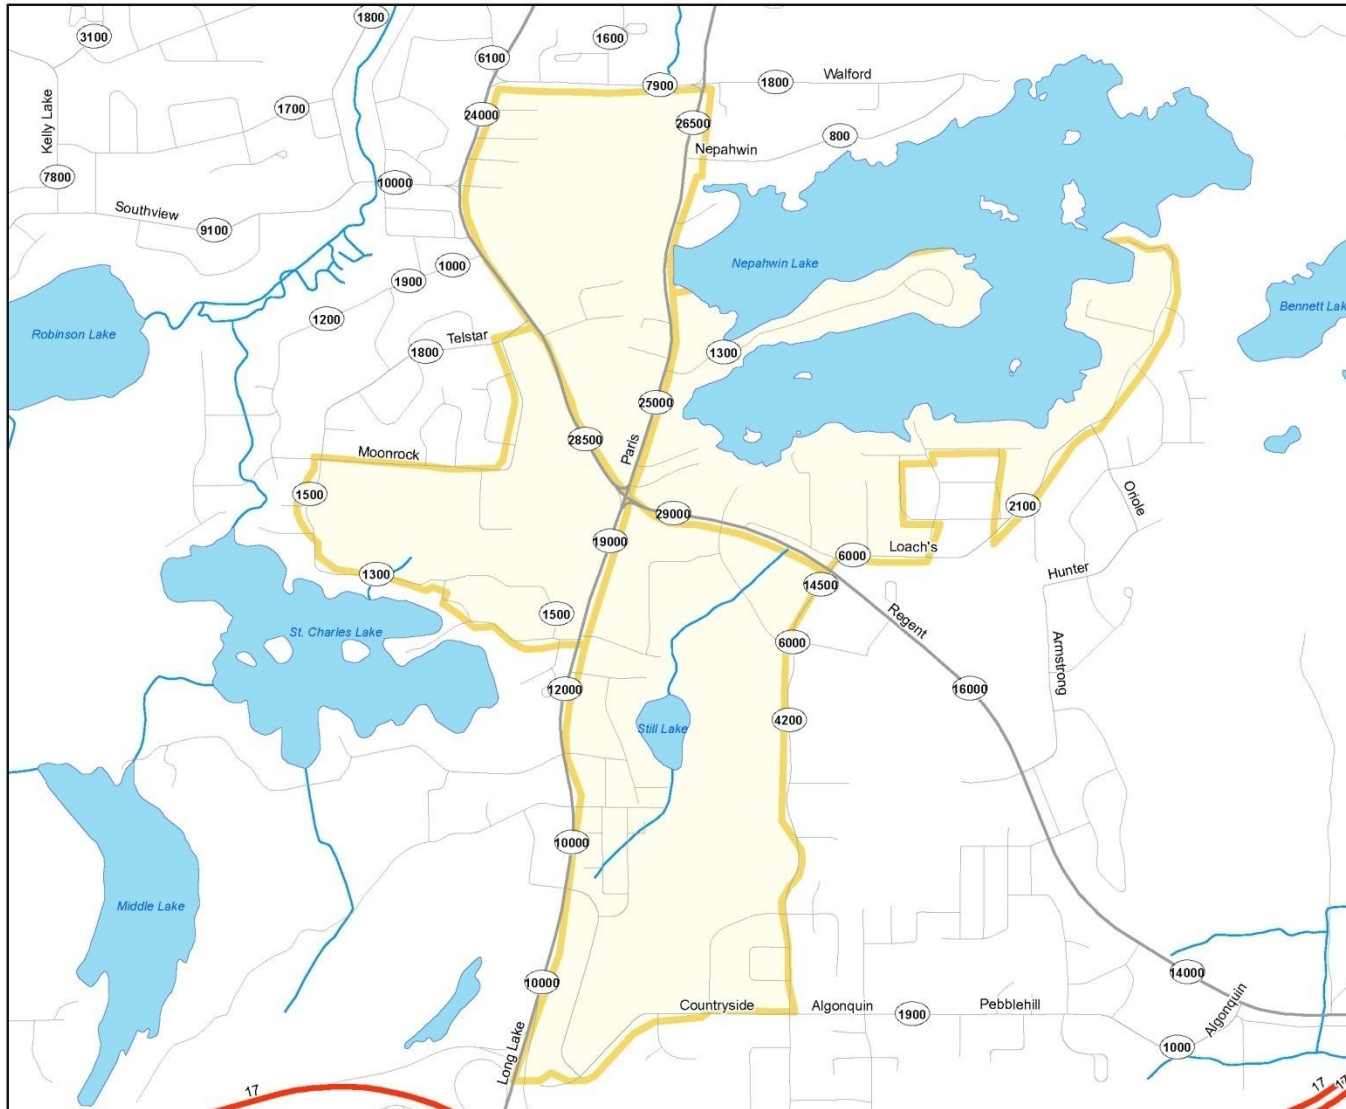 1800
3100
1600
6100
7900
1800
Walford
1700
24000
26500
Kelly Lake
800
Nepahwin
7800
10000
Southview
9100
1000
Nepahwin Lake
1900
Bennett Lak
1200
Robinson Lake
Telstar
1800
1300
25000
28500
Paris
Moonrock
1500
Oriole
2100
29000
19000
Loach's
6000
1300
Hunter
14500
1500
Regent
St. Charles Lake
6000
Armstrong
12000
16000
4200
Still Lake
10000
Middle Lake
14000
10000
Countryside
Algonquin
1900
Pebblehill
Algonquin
Long Lake
1000
17
17
17